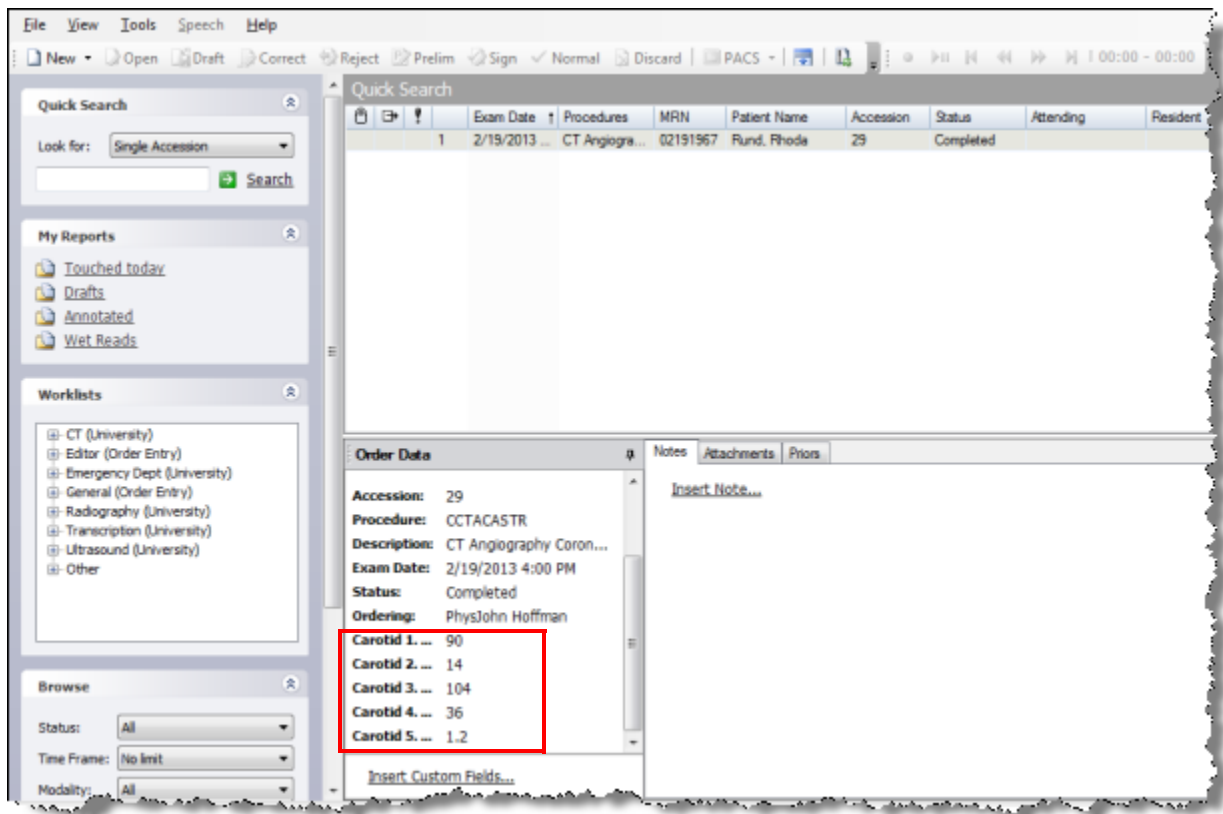 File View Tools Speech Help
New Open Draft Correct Reject Prelim Sign Normal Discard PACS 00:00 - 00:00
Quick Search
Look for: Single Accession
Search
My Reports
Touched today
Drafts
Annotated
Wet Reads
Worklists
CT (University)
Editor (Order Entry)
Emergency Dept (University)
General (Order Entry)
Radiography (University)
Transcription (University)
Ultrasound (University)
Other
Browse
Status: All
Time Frame: No limit
Modality: All
Quick Search
Exam Date Procedures MRN Patient Name Accession Status Attending Resident
1 2/19/2013 ... CT Angiogra... 02191967 Rund, Rhoda 29 Completed
Order Data
Accession: 29
Procedure: CCTACASTR
Description: CT Angiography Coron...
Exam Date: 2/19/2013 4:00 PM
Status: Completed
Ordering: PhysJohn Hoffman
Carotid 1. ... 90
Carotid 2. ... 14
Carotid 3. ... 104
Carotid 4. ... 36
Carotid 5. ... 1.2
Insert Custom Fields...
Notes Attachments Priors
Insert Note...